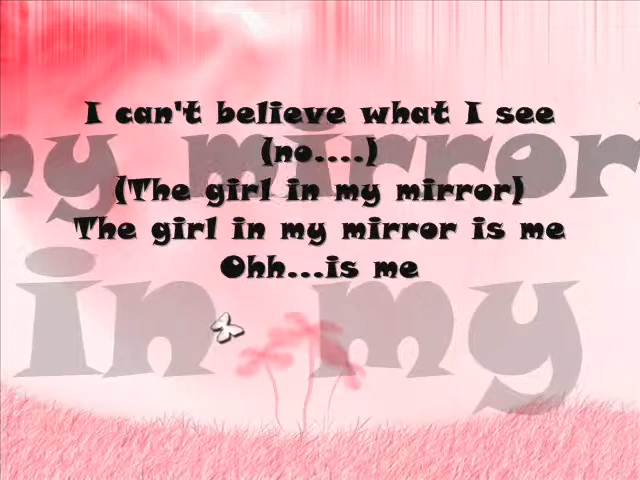 I can't believe what I see
(no....)
(The girl in my mirror)
The girl in my mirror is me
Ohh...is me
my mirror
in my